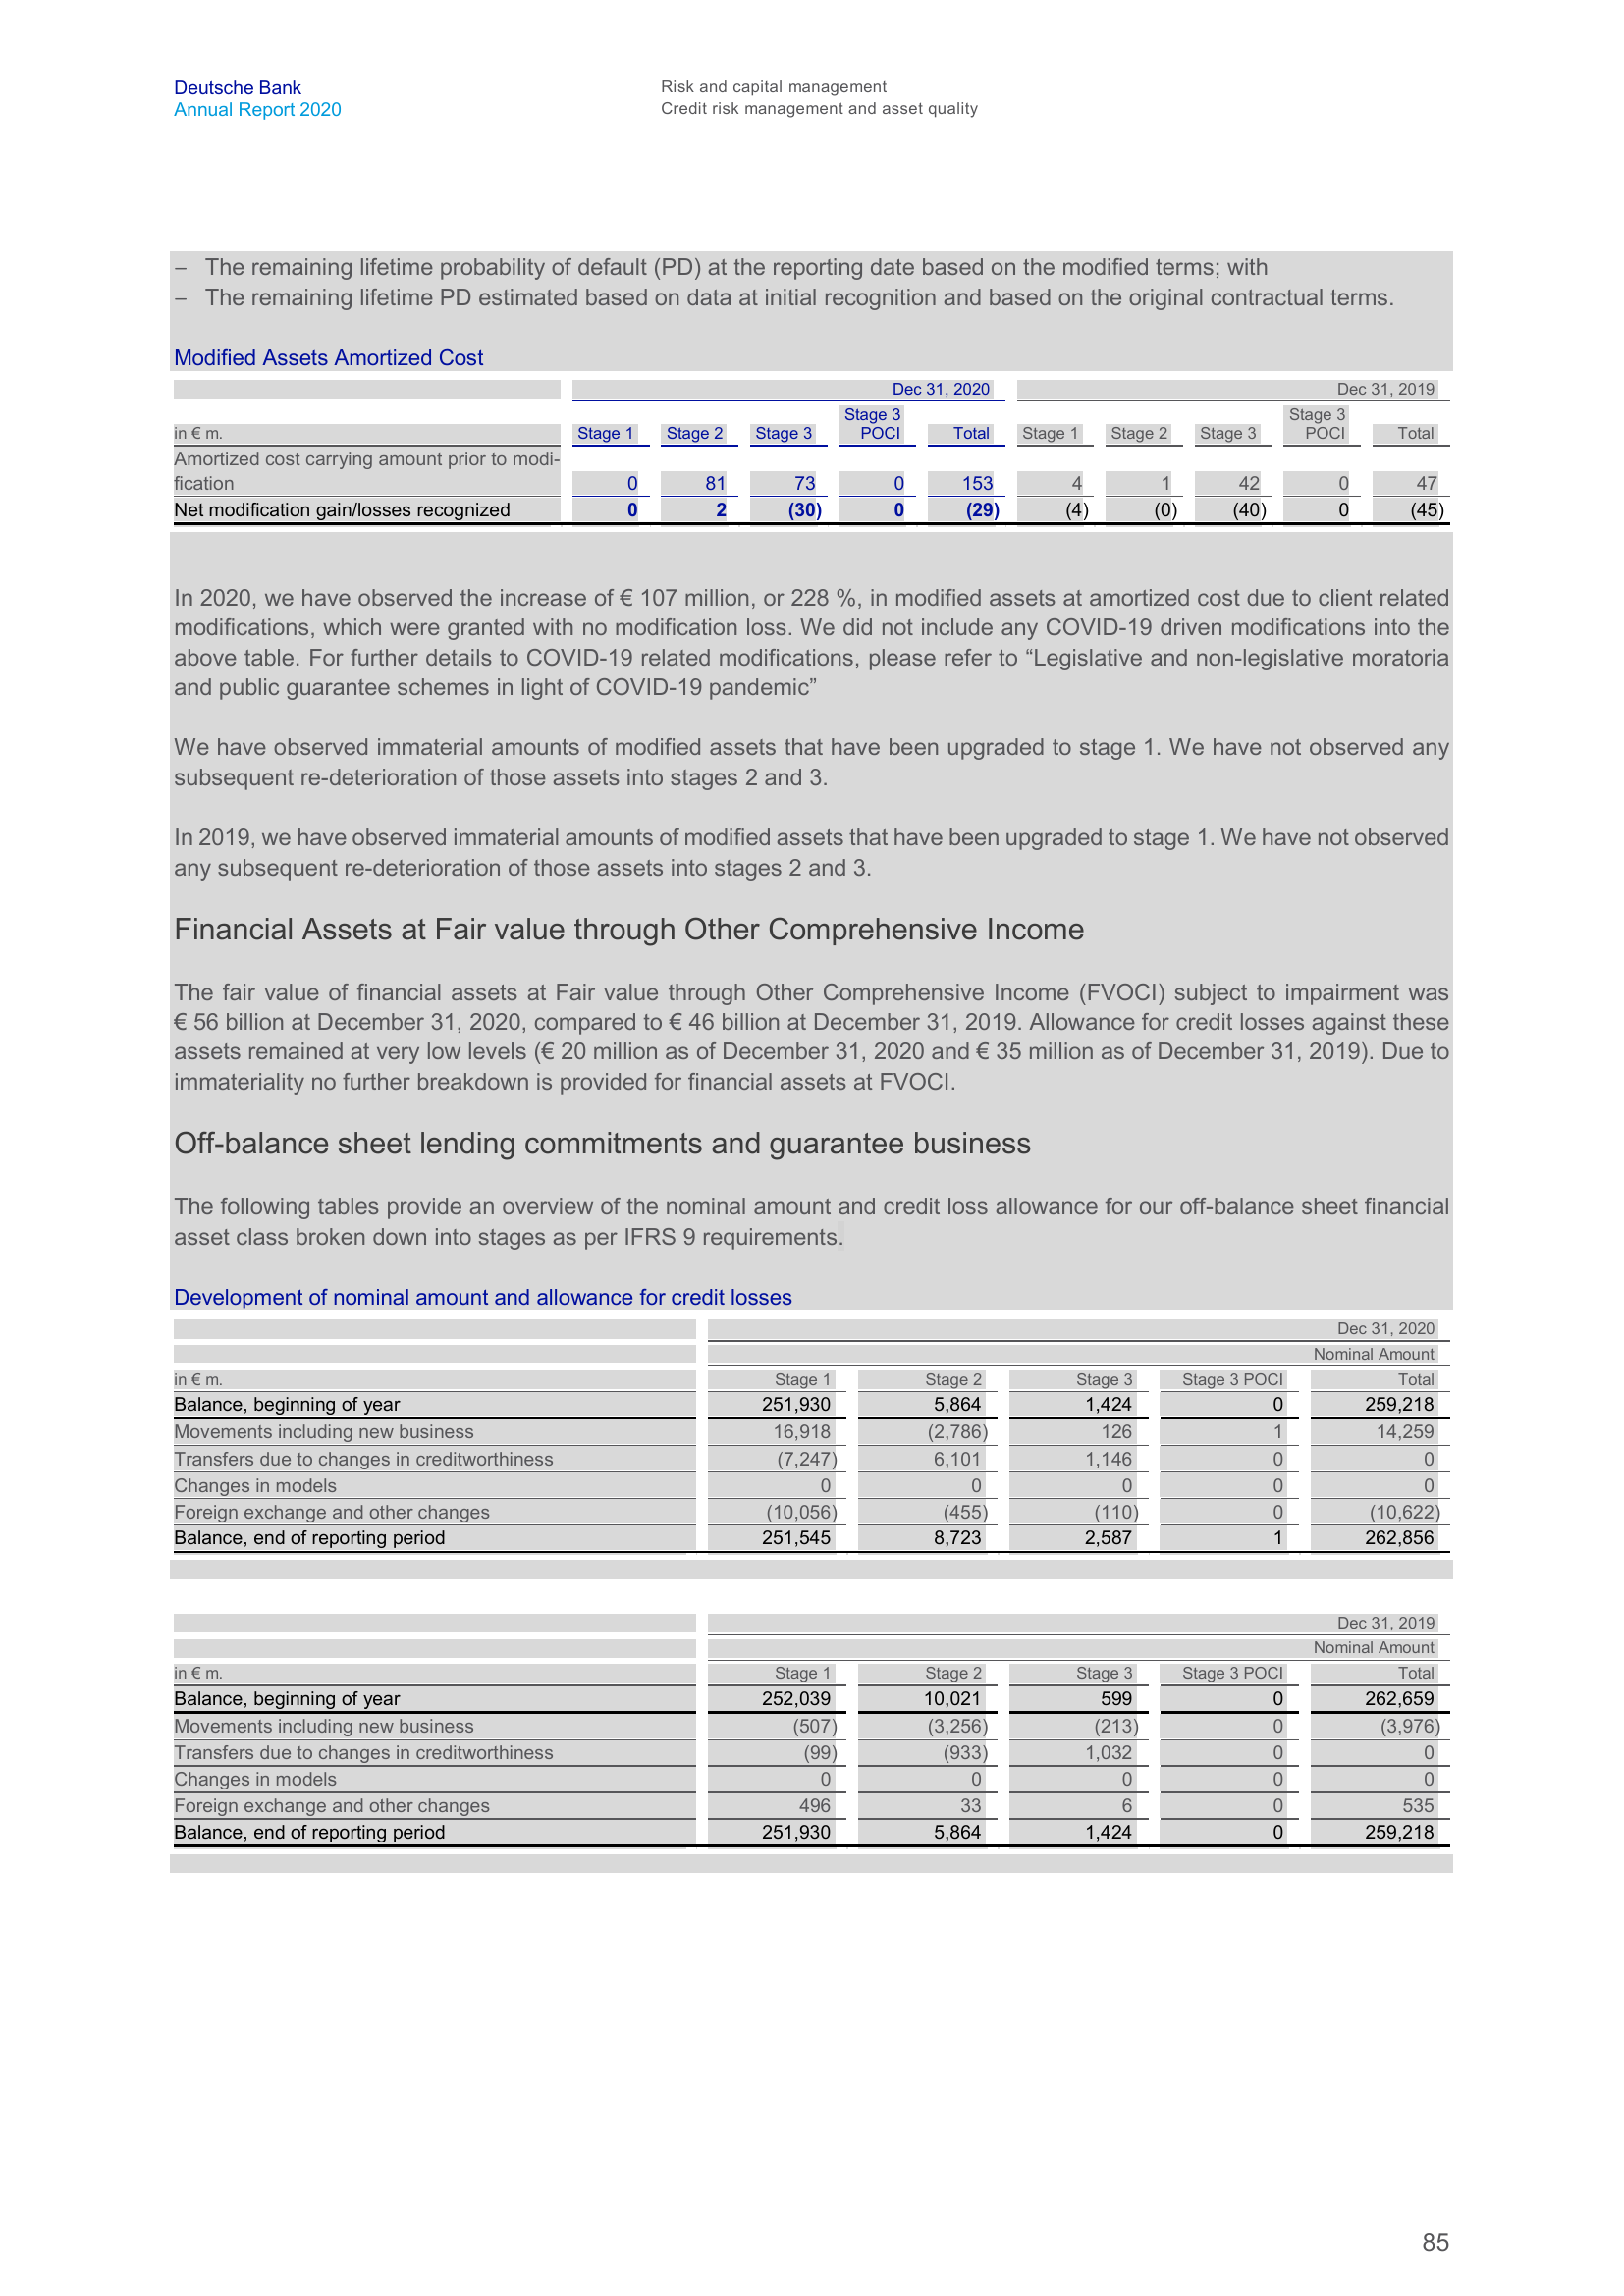 Deutsche Bank
Annual Report 2020
Risk and capital management
Credit risk management and asset quality
– The remaining lifetime probability of default (PD) at the reporting date based on the modified terms; with
– The remaining lifetime PD estimated based on data at initial recognition and based on the original contractual terms.
Modified Assets Amortized Cost
Dec 31, 2020 Dec 31, 2019
in € m. Stage 1 Stage 2 Stage 3 Stage 3 POCI Total Stage 1 Stage 2 Stage 3 Stage 3 POCI Total
Amortized cost carrying amount prior to modi-
fication 0 81 73 0 153 4 1 42 0 47
Net modification gain/losses recognized 0 2 (30) 0 (29) (4) (0) (40) 0 (45)
In 2020, we have observed the increase of € 107 million, or 228 %, in modified assets at amortized cost due to client related
modifications, which were granted with no modification loss. We did not include any COVID-19 driven modifications into the
above table. For further details to COVID-19 related modifications, please refer to “Legislative and non-legislative moratoria
and public guarantee schemes in light of COVID-19 pandemic”
We have observed immaterial amounts of modified assets that have been upgraded to stage 1. We have not observed any
subsequent re-deterioration of those assets into stages 2 and 3.
In 2019, we have observed immaterial amounts of modified assets that have been upgraded to stage 1. We have not observed
any subsequent re-deterioration of those assets into stages 2 and 3.
Financial Assets at Fair value through Other Comprehensive Income
The fair value of financial assets at Fair value through Other Comprehensive Income (FVOCI) subject to impairment was
€ 56 billion at December 31, 2020, compared to € 46 billion at December 31, 2019. Allowance for credit losses against these
assets remained at very low levels (€ 20 million as of December 31, 2020 and € 35 million as of December 31, 2019). Due to
immateriality no further breakdown is provided for financial assets at FVOCI.
Off-balance sheet lending commitments and guarantee business
The following tables provide an overview of the nominal amount and credit loss allowance for our off-balance sheet financial
asset class broken down into stages as per IFRS 9 requirements.
Development of nominal amount and allowance for credit losses
Dec 31, 2020
Nominal Amount
in € m. Stage 1 Stage 2 Stage 3 Stage 3 POCI Total
Balance, beginning of year 251,930 5,864 1,424 0 259,218
Movements including new business 16,918 (2,786) 126 1 14,259
Transfers due to changes in creditworthiness (7,247) 6,101 1,146 0 0
Changes in models 0 0 0 0 0
Foreign exchange and other changes (10,056) (455) (110) 0 (10,622)
Balance, end of reporting period 251,545 8,723 2,587 1 262,856
Dec 31, 2019
Nominal Amount
in € m. Stage 1 Stage 2 Stage 3 Stage 3 POCI Total
Balance, beginning of year 252,039 10,021 599 0 262,659
Movements including new business (507) (3,256) (213) 0 (3,976)
Transfers due to changes in creditworthiness (99) (933) 1,032 0 0
Changes in models 0 0 0 0 0
Foreign exchange and other changes 496 33 6 0 535
Balance, end of reporting period 251,930 5,864 1,424 0 259,218
85